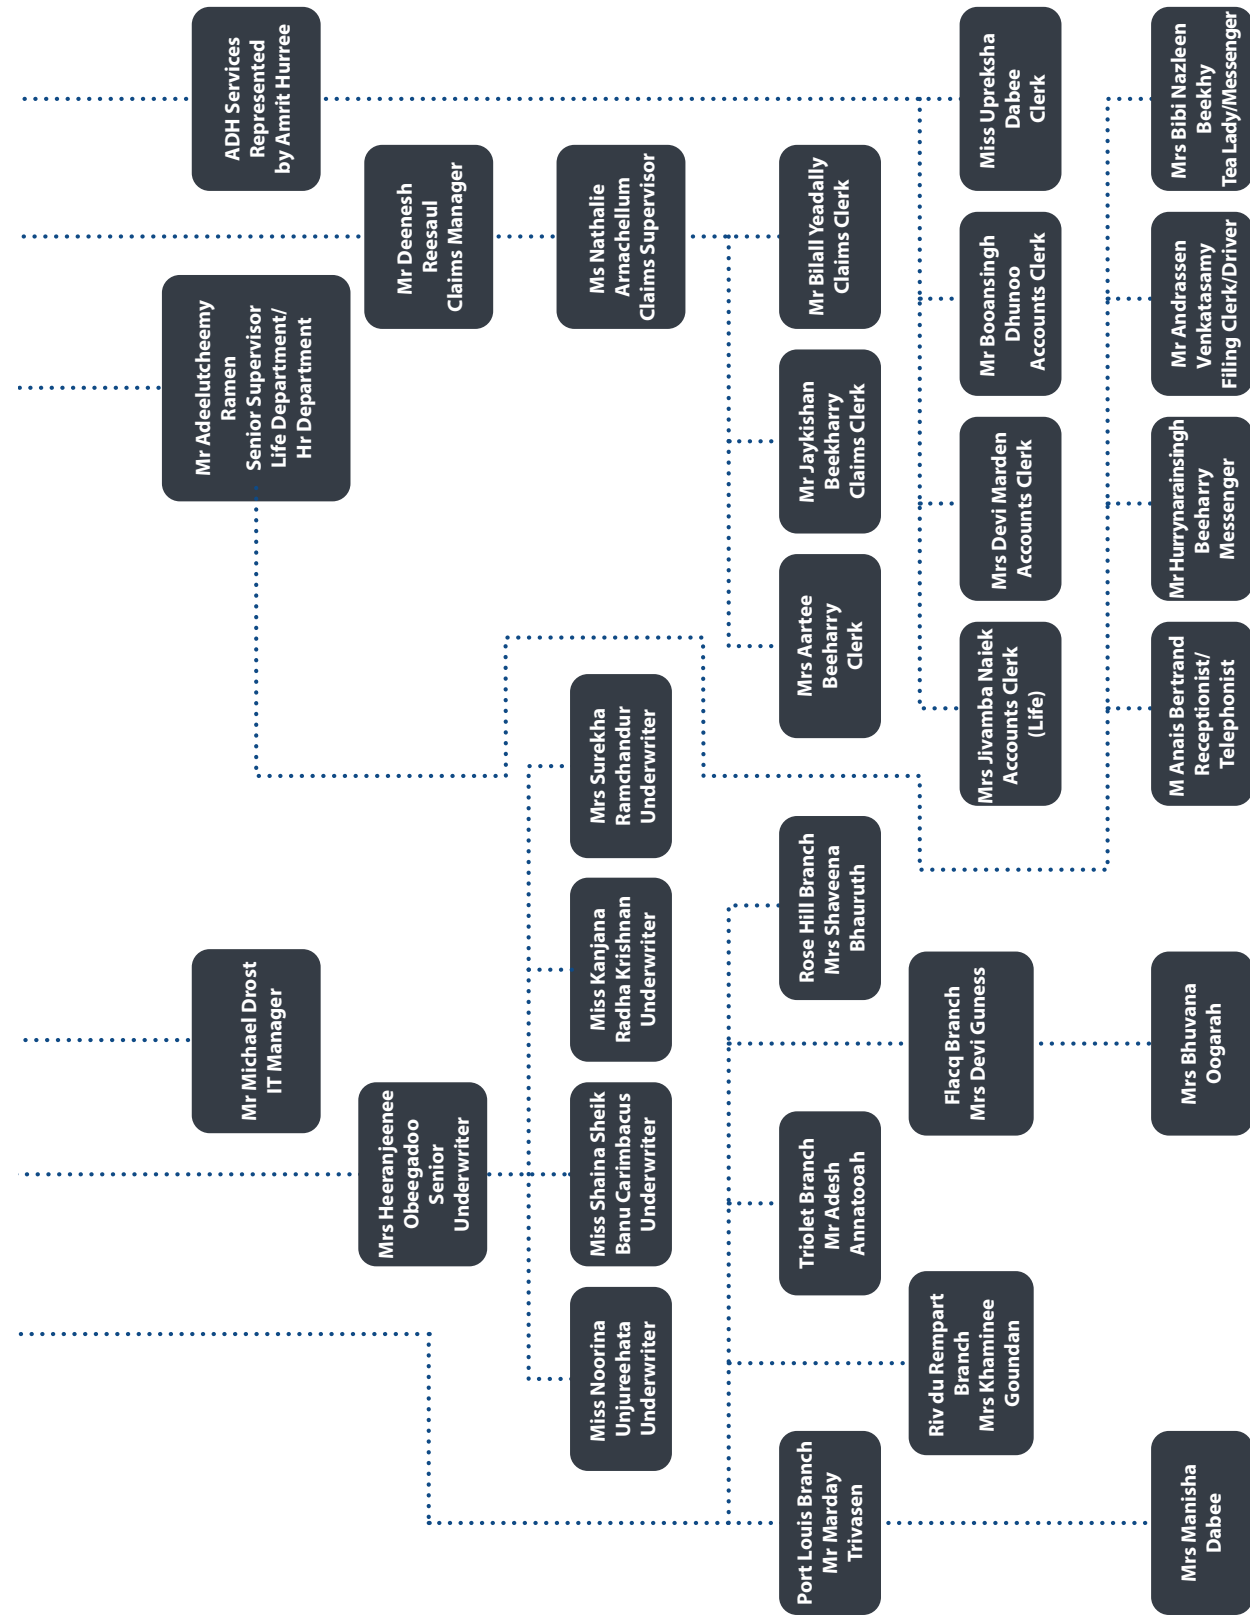 Mr Michael Drost
IT Manager
Mr Adeelutcheemy
Ramen
Senior Supervisor
Life Department/
Hr Department
ADH Services
Represented
by Amrit Hurree
Mrs Heeranjeenee
Obeegadoo
Senior
Underwriter
Mr Deenesh
Reesaul
Claims Manager
Miss Noorina
Unjureehata
Underwriter
Miss Shaina Sheik
Banu Carimbacus
Underwriter
Miss Kanjana
Radha Krishnan
Underwriter
Mrs Surekha
Ramchandur
Underwriter
Ms Nathalie
Arnachellum
Claims Supervisor
Port Louis Branch
Mr Marday
Trivasen
Triolet Branch
Mr Adesh
Annatooah
Rose Hill Branch
Mrs Shaveena
Bhauruth
Mrs Aartee
Beeharry
Clerk
Mr Jaykishan
Beekharry
Claims Clerk
Mr Bilall Yeadally
Claims Clerk
Riv du Rempart
Branch
Mrs Khaminee
Goundan
Flacq Branch
Mrs Devi Guness
Mrs Jivamba Naiek
Accounts Clerk
(Life)
Mrs Devi Marden
Accounts Clerk
Mr Booansingh
Dhunoo
Accounts Clerk
Miss Upreksha
Dabee
Clerk
Mrs Manisha
Dabee
Mrs Bhuvana
Oogarah
M Anais Bertrand
Receptionist/
Telephonist
Mr Hurrynarainsingh
Beeharry
Messenger
Mr Andrassen
Venkatasamy
Filing Clerk/Driver
Mrs Bibi Nazleen
Beekhy
Tea Lady/Messenger